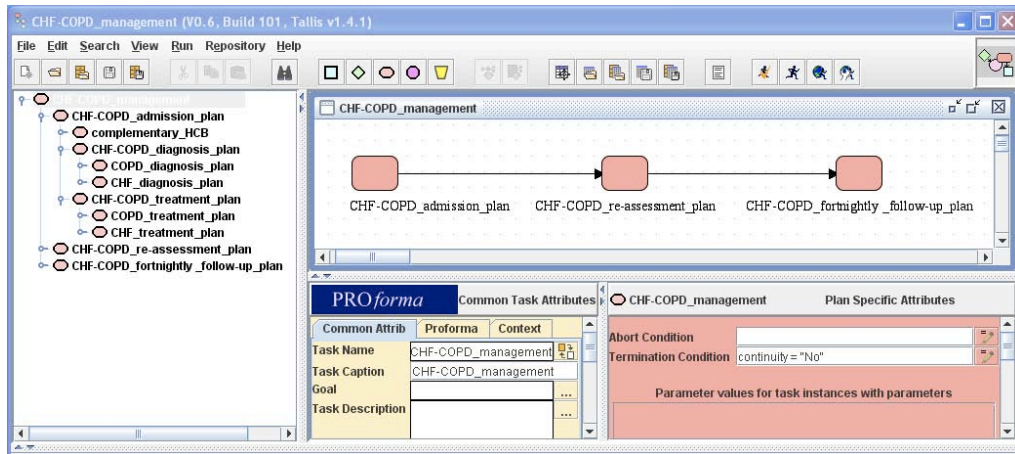 CHF-COPD_management (V0.6, Build 101, Tallis v1.4.1)
File Edit Search View Run Repository Help
CHF-COPD_management
CHF-COPD_admission_plan
complementary_HCB
CHF-COPD_diagnosis_plan
COPD_diagnosis_plan
CHF_diagnosis_plan
CHF-COPD_treatment_plan
COPD_treatment_plan
CHF_treatment_plan
CHF-COPD_re-assessment_plan
CHF-COPD_fortnightly _follow-up_plan
CHF-COPD_management
CHF-COPD_admission_plan CHF-COPD_re-assessment_plan CHF-COPD_fortnightly _follow-up_plan
PROforma Common Task Attributes
Common Attrib Proforma Context
Task Name CHF-COPD_management
Task Caption CHF-COPD_management
Goal ...
Task Description ...
CHF-COPD_management Plan Specific Attributes
Abort Condition
Termination Condition continuity = "No"
Parameter values for task instances with parameters